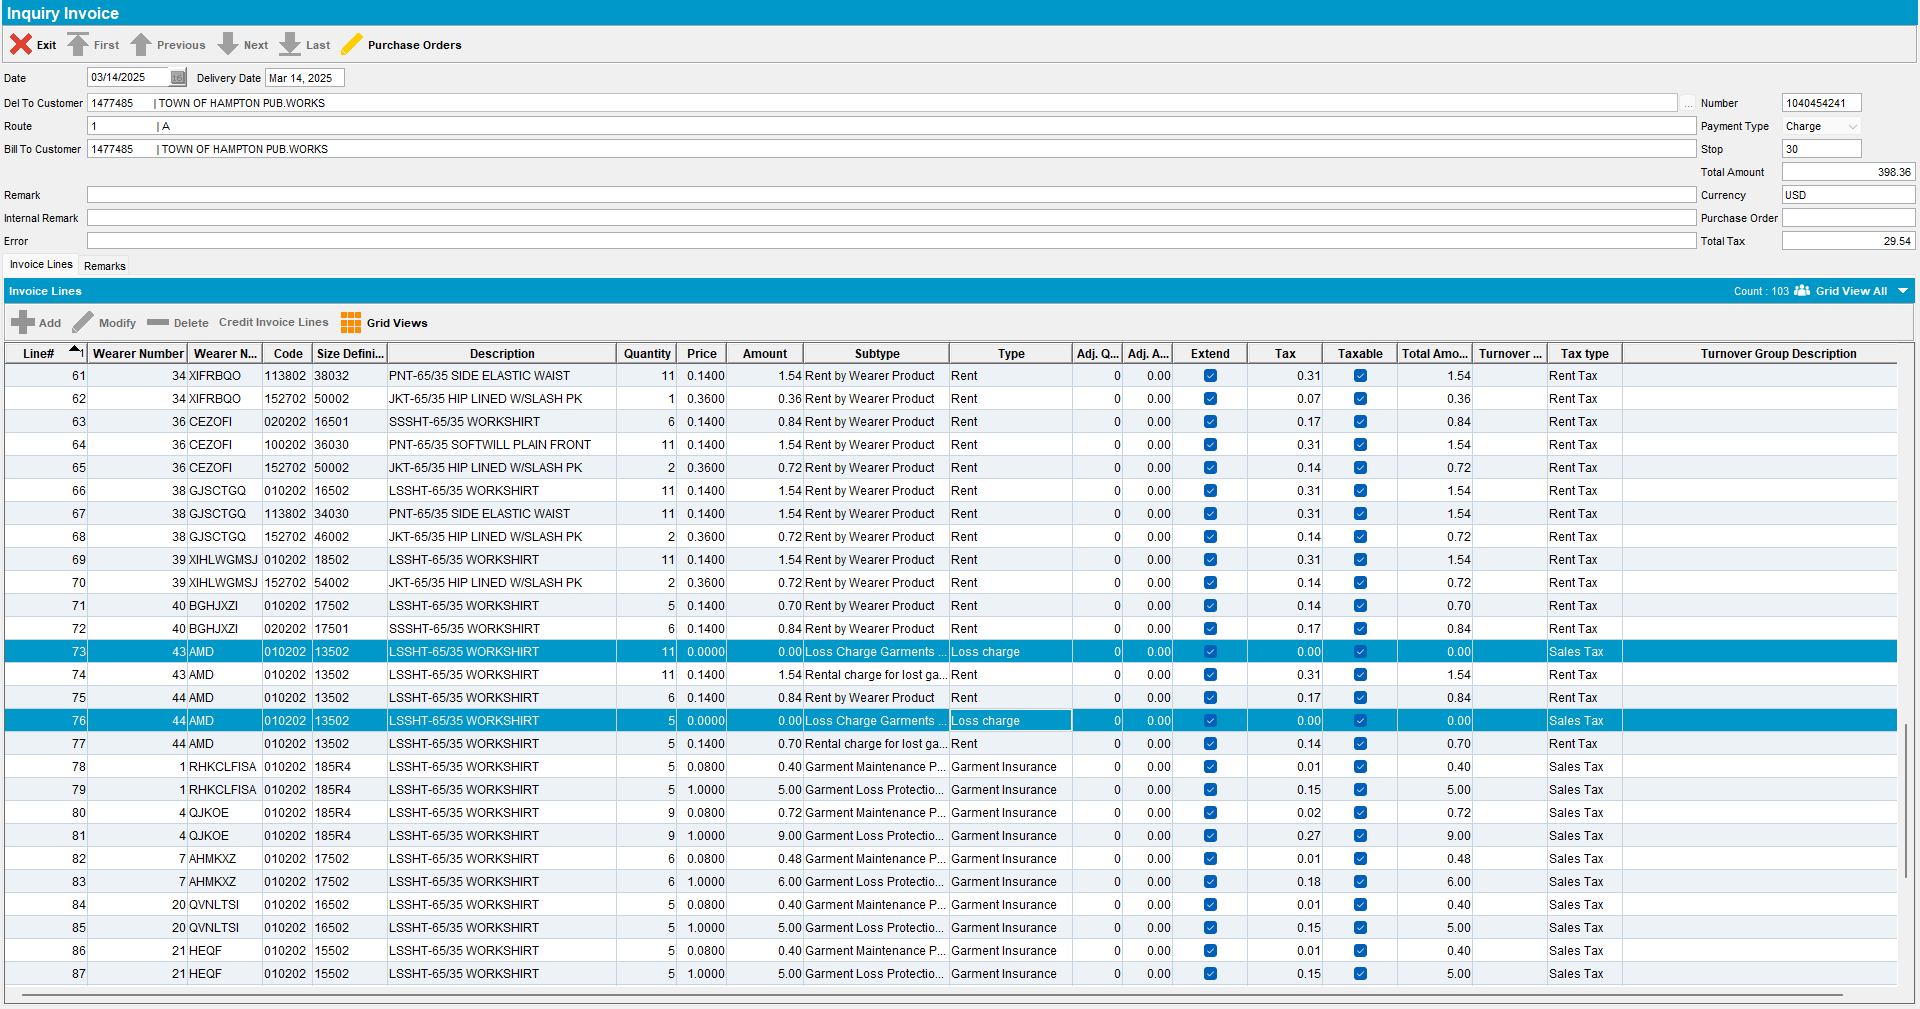 Inquiry Invoice
Exit First Previous Next Last Purchase Orders
Date 03/14/2025 16 Delivery Date Mar 14, 2025
Del To Customer 1477485 | TOWN OF HAMPTON PUB.WORKS ... Number 1040454241
Route 1 | A Payment Type Charge
Bill To Customer 1477485 | TOWN OF HAMPTON PUB.WORKS Stop 30
Total Amount 398.36
Remark Currency USD
Internal Remark Purchase Order
Error Total Tax 29.54
Invoice Lines Remarks
Invoice Lines Count : 103 Grid View All
Add Modify Delete Credit Invoice Lines Grid Views
Line# 1 Wearer Number Wearer N... Code Size Defini... Description Quantity Price Amount Subtype Type Adj. Q... Adj. A... Extend Tax Taxable Total Amo... Turnover ... Tax type Turnover Group Description
61 34 XIFRBQO 113802 38032 PNT-65/35 SIDE ELASTIC WAIST 11 0.1400 1.54 Rent by Wearer Product Rent 0 0.00 0.31 1.54 Rent Tax
62 34 XIFRBQO 152702 50002 JKT-65/35 HIP LINED W/SLASH PK 1 0.3600 0.36 Rent by Wearer Product Rent 0 0.00 0.07 0.36 Rent Tax
63 36 CEZOFI 020202 16501 SSSHT-65/35 WORKSHIRT 6 0.1400 0.84 Rent by Wearer Product Rent 0 0.00 0.17 0.84 Rent Tax
64 36 CEZOFI 100202 36030 PNT-65/35 SOFTWILL PLAIN FRONT 11 0.1400 1.54 Rent by Wearer Product Rent 0 0.00 0.31 1.54 Rent Tax
65 36 CEZOFI 152702 50002 JKT-65/35 HIP LINED W/SLASH PK 2 0.3600 0.72 Rent by Wearer Product Rent 0 0.00 0.14 0.72 Rent Tax
66 38 GJSCTGQ 010202 16502 LSSHT-65/35 WORKSHIRT 11 0.1400 1.54 Rent by Wearer Product Rent 0 0.00 0.31 1.54 Rent Tax
67 38 GJSCTGQ 113802 34030 PNT-65/35 SIDE ELASTIC WAIST 11 0.1400 1.54 Rent by Wearer Product Rent 0 0.00 0.31 1.54 Rent Tax
68 38 GJSCTGQ 152702 46002 JKT-65/35 HIP LINED W/SLASH PK 2 0.3600 0.72 Rent by Wearer Product Rent 0 0.00 0.14 0.72 Rent Tax
69 39 XIHLWGMSJ 010202 18502 LSSHT-65/35 WORKSHIRT 11 0.1400 1.54 Rent by Wearer Product Rent 0 0.00 0.31 1.54 Rent Tax
70 39 XIHLWGMSJ 152702 54002 JKT-65/35 HIP LINED W/SLASH PK 2 0.3600 0.72 Rent by Wearer Product Rent 0 0.00 0.14 0.72 Rent Tax
71 40 BGHJXZI 010202 17502 LSSHT-65/35 WORKSHIRT 5 0.1400 0.70 Rent by Wearer Product Rent 0 0.00 0.14 0.70 Rent Tax
72 40 BGHJXZI 020202 17501 SSSHT-65/35 WORKSHIRT 6 0.1400 0.84 Rent by Wearer Product Rent 0 0.00 0.17 0.84 Rent Tax
73 43 AMD 010202 13502 LSSHT-65/35 WORKSHIRT 11 0.0000 0.00 Loss Charge Garments ... Loss charge 0 0.00 0.00 0.00 Sales Tax
74 43 AMD 010202 13502 LSSHT-65/35 WORKSHIRT 11 0.1400 1.54 Rental charge for lost ga... Rent 0 0.00 0.31 1.54 Rent Tax
75 44 AMD 010202 13502 LSSHT-65/35 WORKSHIRT 6 0.1400 0.84 Rent by Wearer Product Rent 0 0.00 0.17 0.84 Rent Tax
76 44 AMD 010202 13502 LSSHT-65/35 WORKSHIRT 5 0.0000 0.00 Loss Charge Garments ... Loss charge 0 0.00 0.00 0.00 Sales Tax
77 44 AMD 010202 13502 LSSHT-65/35 WORKSHIRT 5 0.1400 0.70 Rental charge for lost ga... Rent 0 0.00 0.14 0.70 Rent Tax
78 1 RHKCLFISA 010202 185R4 LSSHT-65/35 WORKSHIRT 5 0.0800 0.40 Garment Maintenance P... Garment Insurance 0 0.00 0.01 0.40 Sales Tax
79 1 RHKCLFISA 010202 185R4 LSSHT-65/35 WORKSHIRT 5 1.0000 5.00 Garment Loss Protectio... Garment Insurance 0 0.00 0.15 5.00 Sales Tax
80 4 QJKOE 010202 185R4 LSSHT-65/35 WORKSHIRT 9 0.0800 0.72 Garment Maintenance P... Garment Insurance 0 0.00 0.02 0.72 Sales Tax
81 4 QJKOE 010202 185R4 LSSHT-65/35 WORKSHIRT 9 1.0000 9.00 Garment Loss Protectio... Garment Insurance 0 0.00 0.27 9.00 Sales Tax
82 7 AHMKXZ 010202 17502 LSSHT-65/35 WORKSHIRT 6 0.0800 0.48 Garment Maintenance P... Garment Insurance 0 0.00 0.01 0.48 Sales Tax
83 7 AHMKXZ 010202 17502 LSSHT-65/35 WORKSHIRT 6 1.0000 6.00 Garment Loss Protectio... Garment Insurance 0 0.00 0.18 6.00 Sales Tax
84 20 QVNLTSI 010202 16502 LSSHT-65/35 WORKSHIRT 5 0.0800 0.40 Garment Maintenance P... Garment Insurance 0 0.00 0.01 0.40 Sales Tax
85 20 QVNLTSI 010202 16502 LSSHT-65/35 WORKSHIRT 5 1.0000 5.00 Garment Loss Protectio... Garment Insurance 0 0.00 0.15 5.00 Sales Tax
86 21 HEQF 010202 15502 LSSHT-65/35 WORKSHIRT 5 0.0800 0.40 Garment Maintenance P... Garment Insurance 0 0.00 0.01 0.40 Sales Tax
87 21 HEQF 010202 15502 LSSHT-65/35 WORKSHIRT 5 1.0000 5.00 Garment Loss Protectio... Garment Insurance 0 0.00 0.15 5.00 Sales Tax